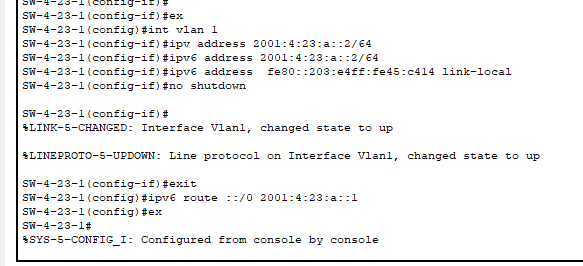 SW-4-23-1(config-if)#
SW-4-23-1(config-if)#ex
SW-4-23-1(config)#int vlan 1
SW-4-23-1(config-if)#ipv address 2001:4:23:a::2/64
SW-4-23-1(config-if)#ipv6 address 2001:4:23:a::2/64
SW-4-23-1(config-if)#ipv6 address  fe80::203:e4ff:fe45:c414 link-local
SW-4-23-1(config-if)#no shutdown
SW-4-23-1(config-if)#
%LINK-5-CHANGED: Interface Vlan1, changed state to up
%LINEPROTO-5-UPDOWN: Line protocol on Interface Vlan1, changed state to up
SW-4-23-1(config-if)#exit
SW-4-23-1(config)#ipv6 route ::/0 2001:4:23:a::1
SW-4-23-1(config)#ex
SW-4-23-1#
%SYS-5-CONFIG_I: Configured from console by console